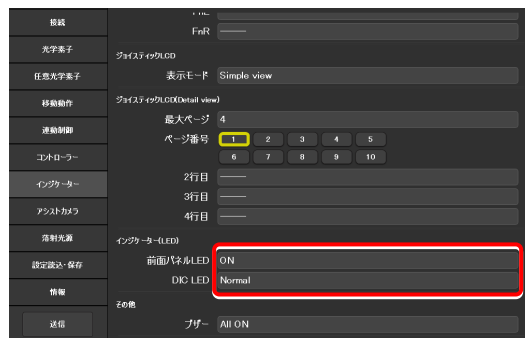 接続
光学素子
任意光学素子
移動動作
連動制御
コントローラー
インジケーター
アシストカメラ
落射光源
設定読込・保存
情報
送信
FnR ――
ジョイスティックLCD
表示モード Simple view
ジョイスティックLCD(Detail view)
最大ページ 4
ページ番号 1 2 3 4 5
6 7 8 9 10
2行目 ――
3行目 ――
4行目 ――
インジケーター(LED)
前面パネルLED ON
DIC LED Normal
その他
ブザー All ON